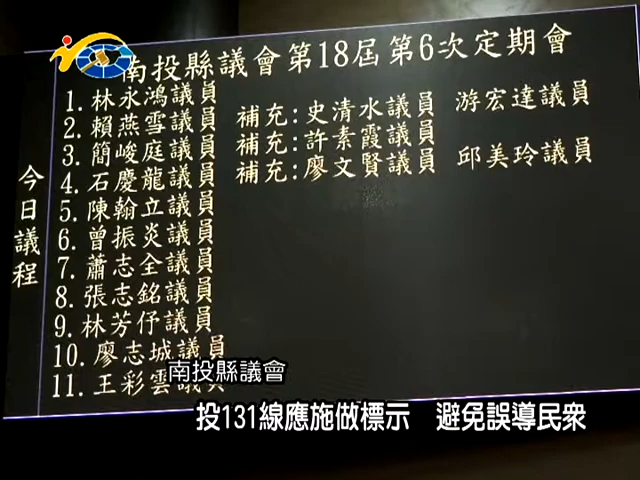 南投縣議會第18屆第6次定期會
今日議程
1. 林永鴻議員
2. 賴燕雪議員 補充:史清水議員 游宏達議員
3. 簡峻庭議員 補充:許素霞議員
4. 石慶龍議員 補充:廖文賢議員 邱美玲議員
5. 陳翰立議員
6. 曾振炎議員
7. 蕭志全議員
8. 張志銘議員
9. 林芳伃議員
10. 廖志城議員
11. 王彩雲議員
南投縣議會
投131線應施做標示 避免誤導民眾